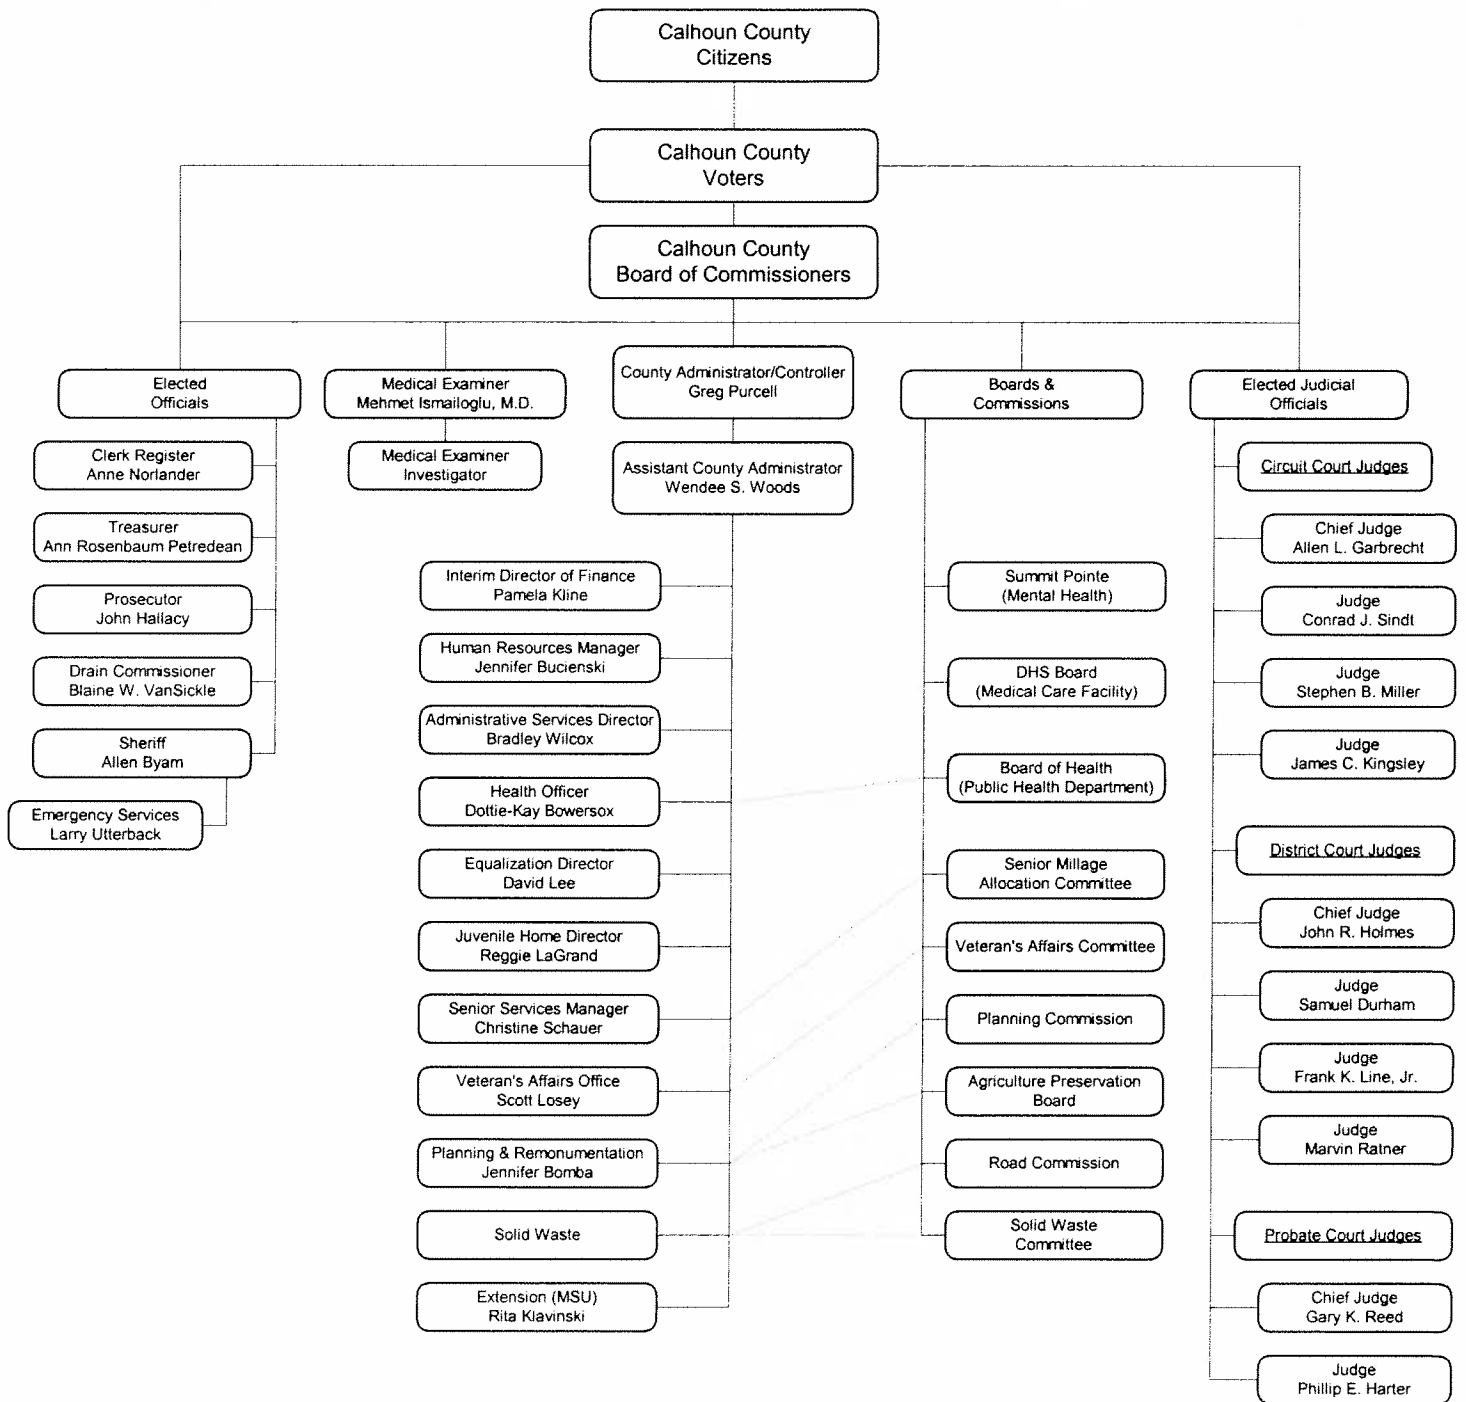 Calhoun County
Citizens
Calhoun County
Voters
Calhoun County
Board of Commissioners
Elected
Officials
Clerk Register
Anne Norlander
Treasurer
Ann Rosenbaum Petredean
Prosecutor
John Hallacy
Drain Commissioner
Blaine W. VanSickle
Sheriff
Allen Byam
Emergency Services
Larry Utterback
Medical Examiner
Mehmet Ismailoglu, M.D.
Medical Examiner
Investigator
County Administrator/Controller
Greg Purcell
Assistant County Administrator
Wendee S. Woods
Interim Director of Finance
Pamela Kline
Human Resources Manager
Jennifer Bucienski
Administrative Services Director
Bradley Wilcox
Health Officer
Dottie-Kay Bowersox
Equalization Director
David Lee
Juvenile Home Director
Reggie LaGrand
Senior Services Manager
Christine Schauer
Veteran's Affairs Office
Scott Losey
Planning & Remonumentation
Jennifer Bomba
Solid Waste
Extension (MSU)
Rita Klavinski
Boards &
Commissions
Summit Pointe
(Mental Health)
DHS Board
(Medical Care Facility)
Board of Health
(Public Health Department)
Senior Millage
Allocation Committee
Veteran's Affairs Committee
Planning Commission
Agriculture Preservation
Board
Road Commission
Solid Waste
Committee
Elected Judicial
Officials
Circuit Court Judges
Chief Judge
Allen L. Garbrecht
Judge
Conrad J. Sindt
Judge
Stephen B. Miller
Judge
James C. Kingsley
District Court Judges
Chief Judge
John R. Holmes
Judge
Samuel Durham
Judge
Frank K. Line, Jr.
Judge
Marvin Ratner
Probate Court Judges
Chief Judge
Gary K. Reed
Judge
Phillip E. Harter